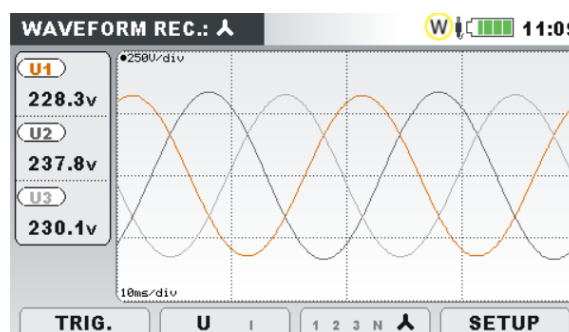 WAVEFORM REC.:
W
11:0
U1
228.3v
U2
237.8v
U3
230.1v
250V/div
10ms/div
TRIG.
U I
1 2 3 N
SETUP